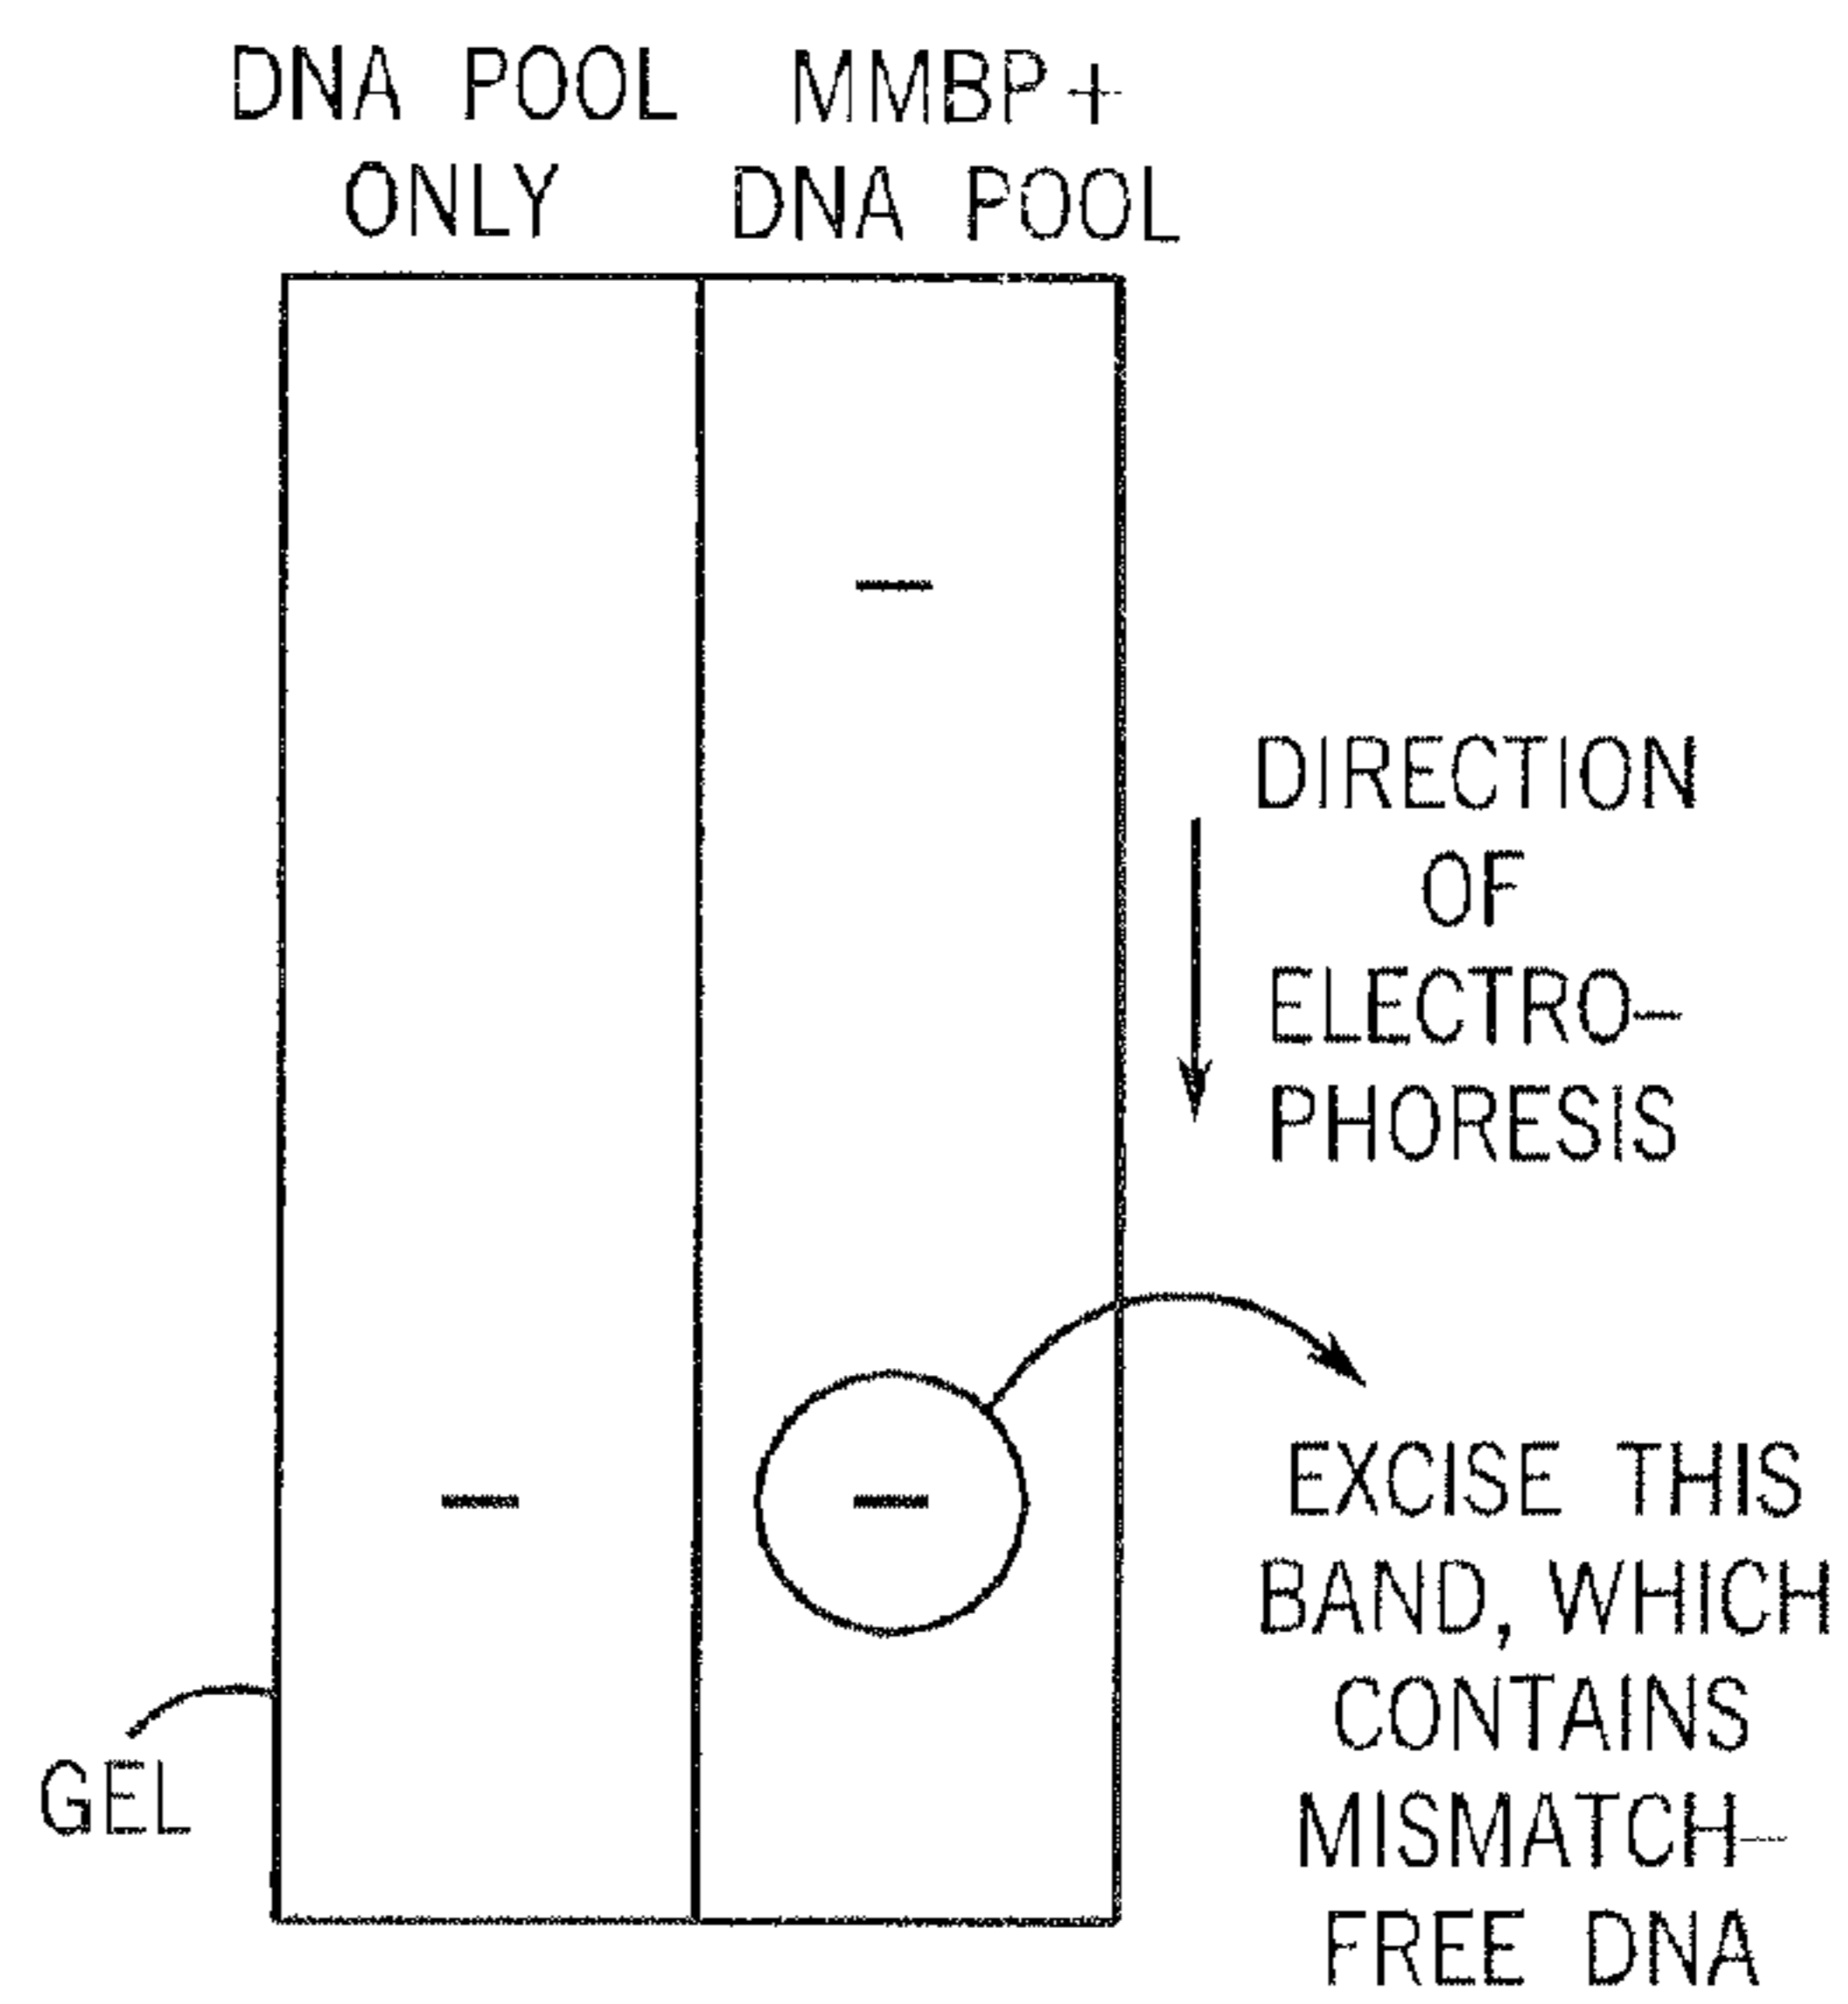 DNA POOL
ONLY
MMBP+
DNA POOL
DIRECTION
OF
ELECTRO-
PHORESIS
EXCISE THIS
BAND, WHICH
CONTAINS
MISMATCH-
FREE DNA
GEL